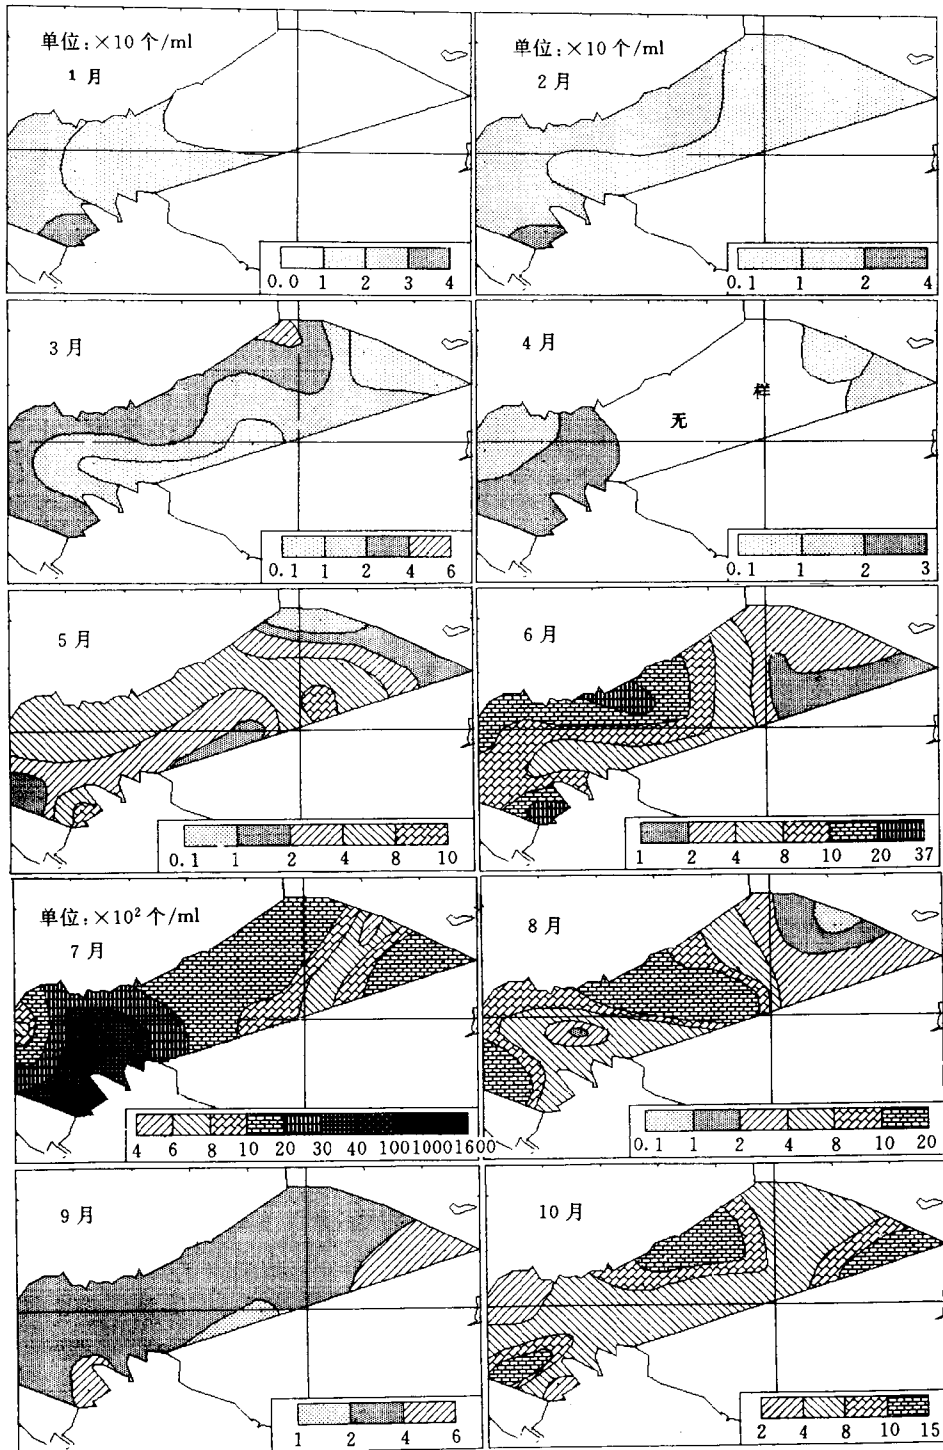 单位：×10 个/ml
1 月
0.0 1 2 3 4
单位：×10 个/ml
2 月
0.1 1 2 4
3 月
0.1 1 2 4 6
4 月
无 样
0.1 1 2 3
5 月
0.1 1 2 4 8 10
6 月
1 2 4 8 10 20 37
单位：×10² 个/ml
7 月
4 6 8 10 20 30 40 100 1000 1600
8 月
0.1 1 2 4 8 10 20
9 月
1 2 4 6
10 月
2 4 8 10 15